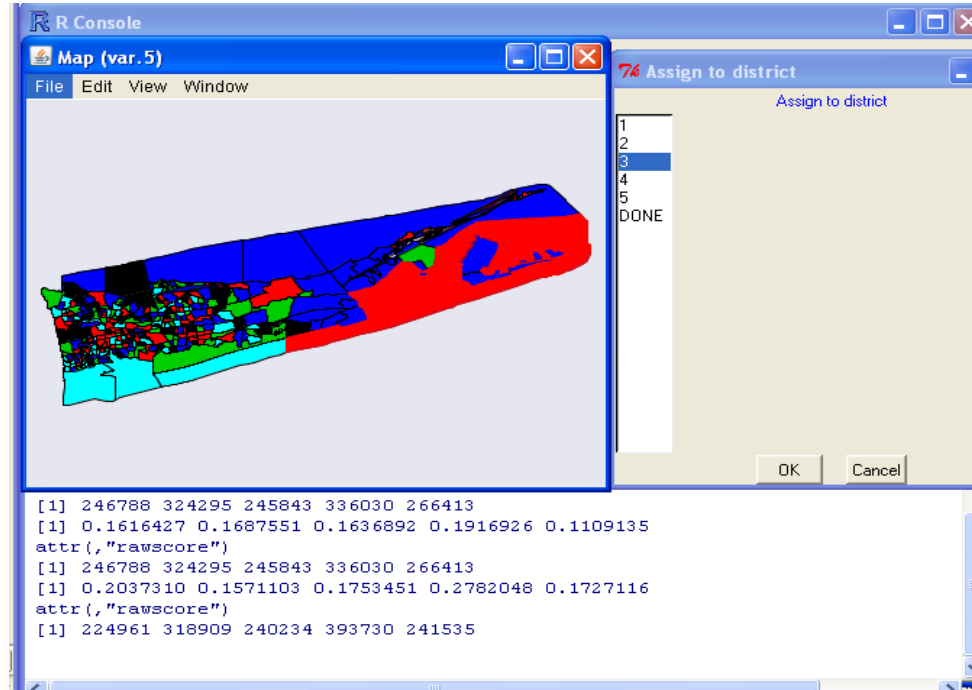 R Console
Map (var.5)
File Edit View Window
7% Assign to district
Assign to district
1
2
3
4
5
DONE
OK Cancel
[1] 246788 324295 245843 336030 266413
[1] 0.1616427 0.1687551 0.1636892 0.1916926 0.1109135
attr(,"rawscore")
[1] 246788 324295 245843 336030 266413
[1] 0.2037310 0.1571103 0.1753451 0.2782048 0.1727116
attr(,"rawscore")
[1] 224961 318909 240234 393730 241535